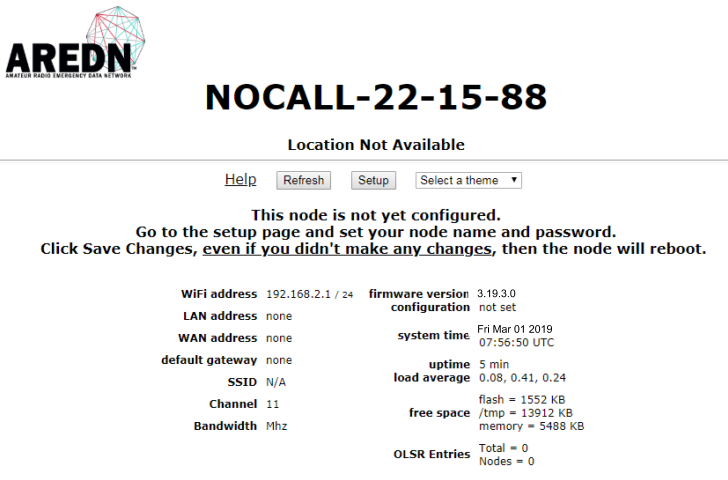 AREDN
AMATEUR RADIO EMERGENCY DATA NETWORK
NOCALL-22-15-88
Location Not Available
Help Refresh Setup Select a theme
This node is not yet configured.
Go to the setup page and set your node name and password.
Click Save Changes, even if you didn't make any changes, then the node will reboot.
WiFi address 192.168.2.1 / 24
LAN address none
WAN address none
default gateway none
SSID N/A
Channel 11
Bandwidth Mhz
firmware version 3.19.3.0
configuration not set
system time Fri Mar 01 2019
07:56:50 UTC
uptime 5 min
load average 0.08, 0.41, 0.24
free space flash = 1552 KB
/tmp = 13912 KB
memory = 5488 KB
OLSR Entries Total = 0
Nodes = 0